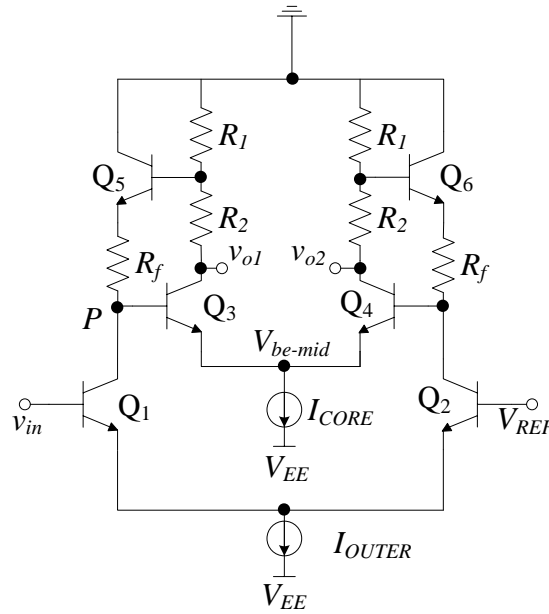 R1 R1
Q5 Q6
R2 R2
vo1 vo2
Rf Rf
Q3 Q4
P
Vbe-mid
Q1 Q2
ICORE
vin VREF
VEE
IOUTER
VEE